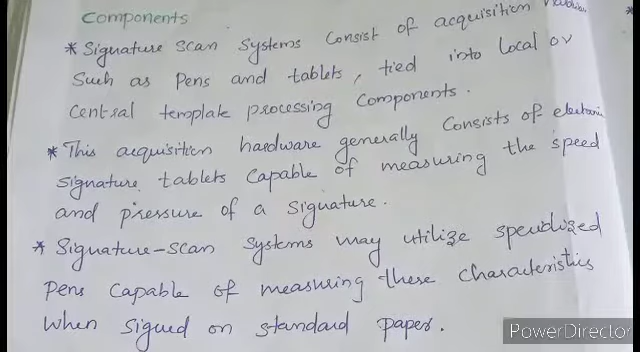 Components
* Signature scan systems consist of acquisition
Such as Pens and tablets, tied into local or
Central template processing components.
* This acquisition hardware generally consists of electronic
signature tablets capable of measuring the speed
and pressure of a signature.
* Signature-scan systems may utilize
pens capable of measuring these characteristics
when signed on standard paper.
PowerDirector